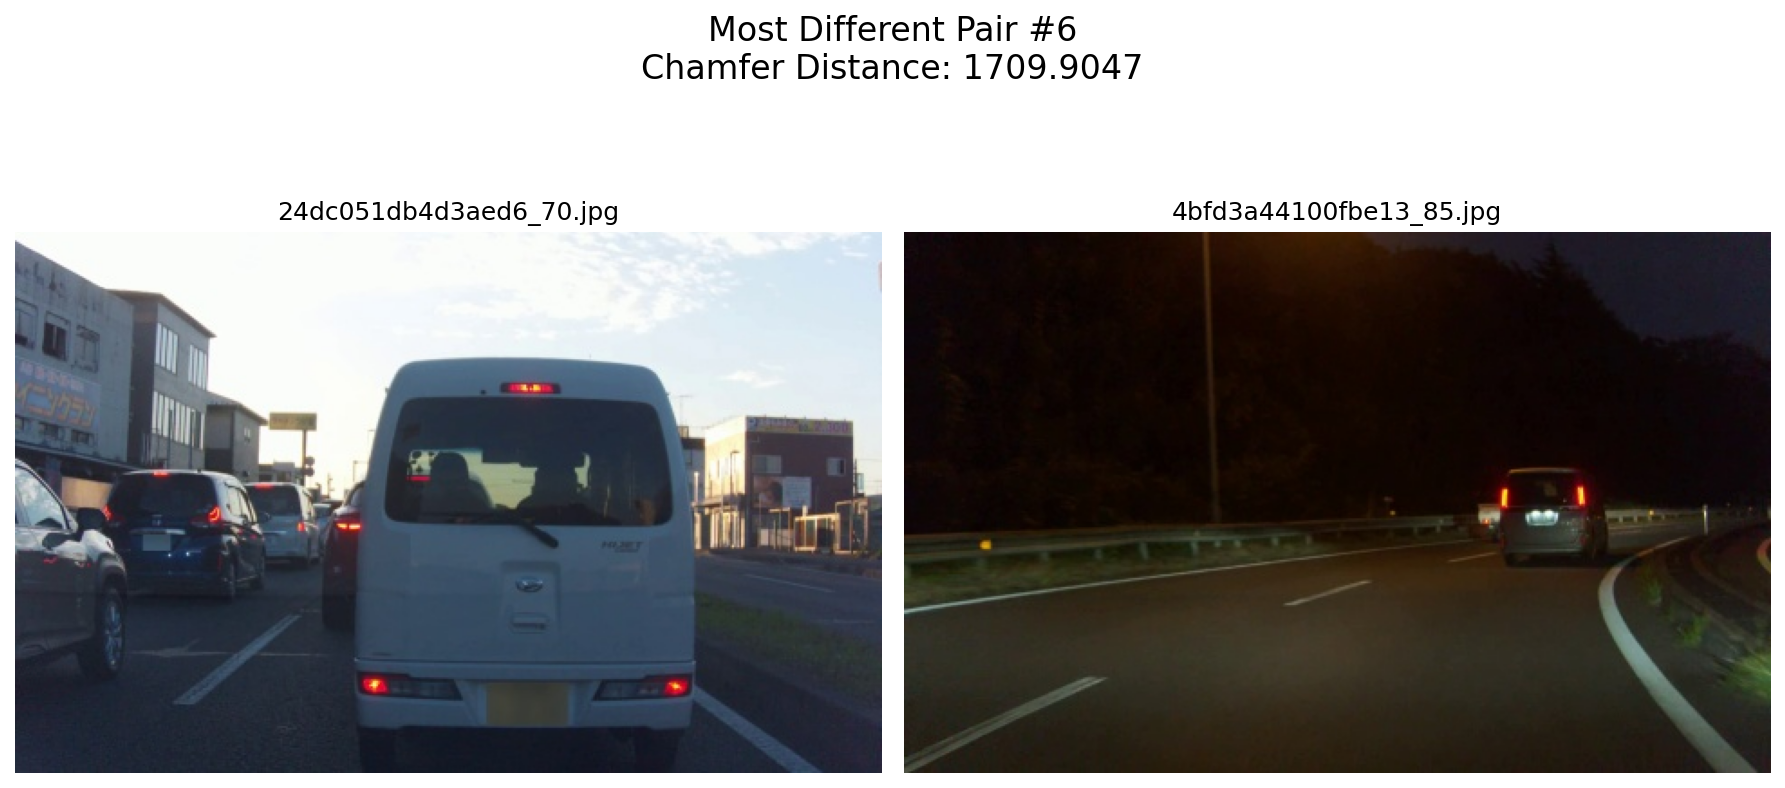 Most Different Pair #6
Chamfer Distance: 1709.9047
24dc051db4d3aed6_70.jpg
4bfd3a44100fbe13_85.jpg
HIJET